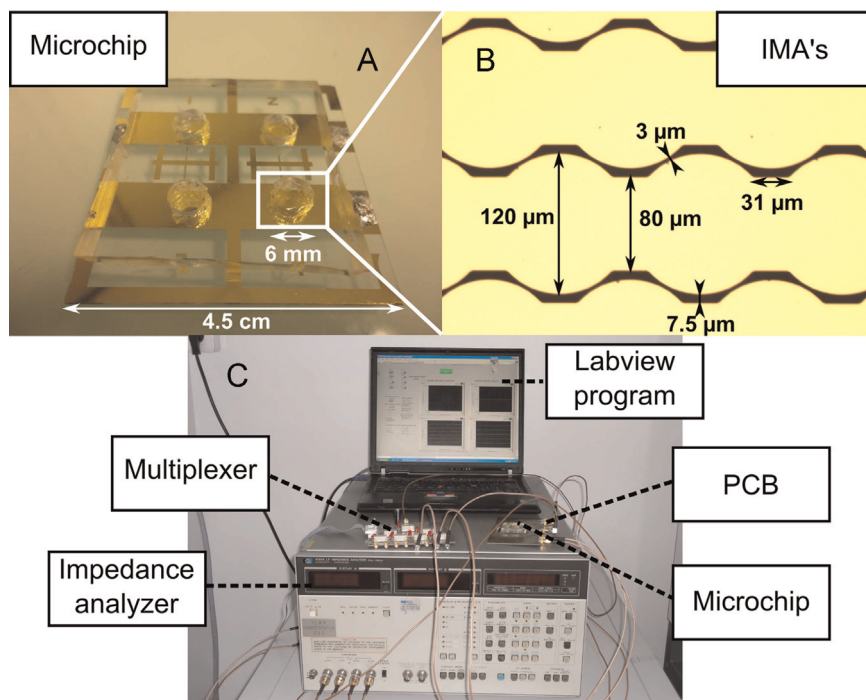 Microchip
A
6 mm
4.5 cm
B
IMA's
3 µm
120 µm
80 µm
31 µm
7.5 µm
C
Labview
program
Multiplexer
PCB
Impedance
analyzer
Microchip